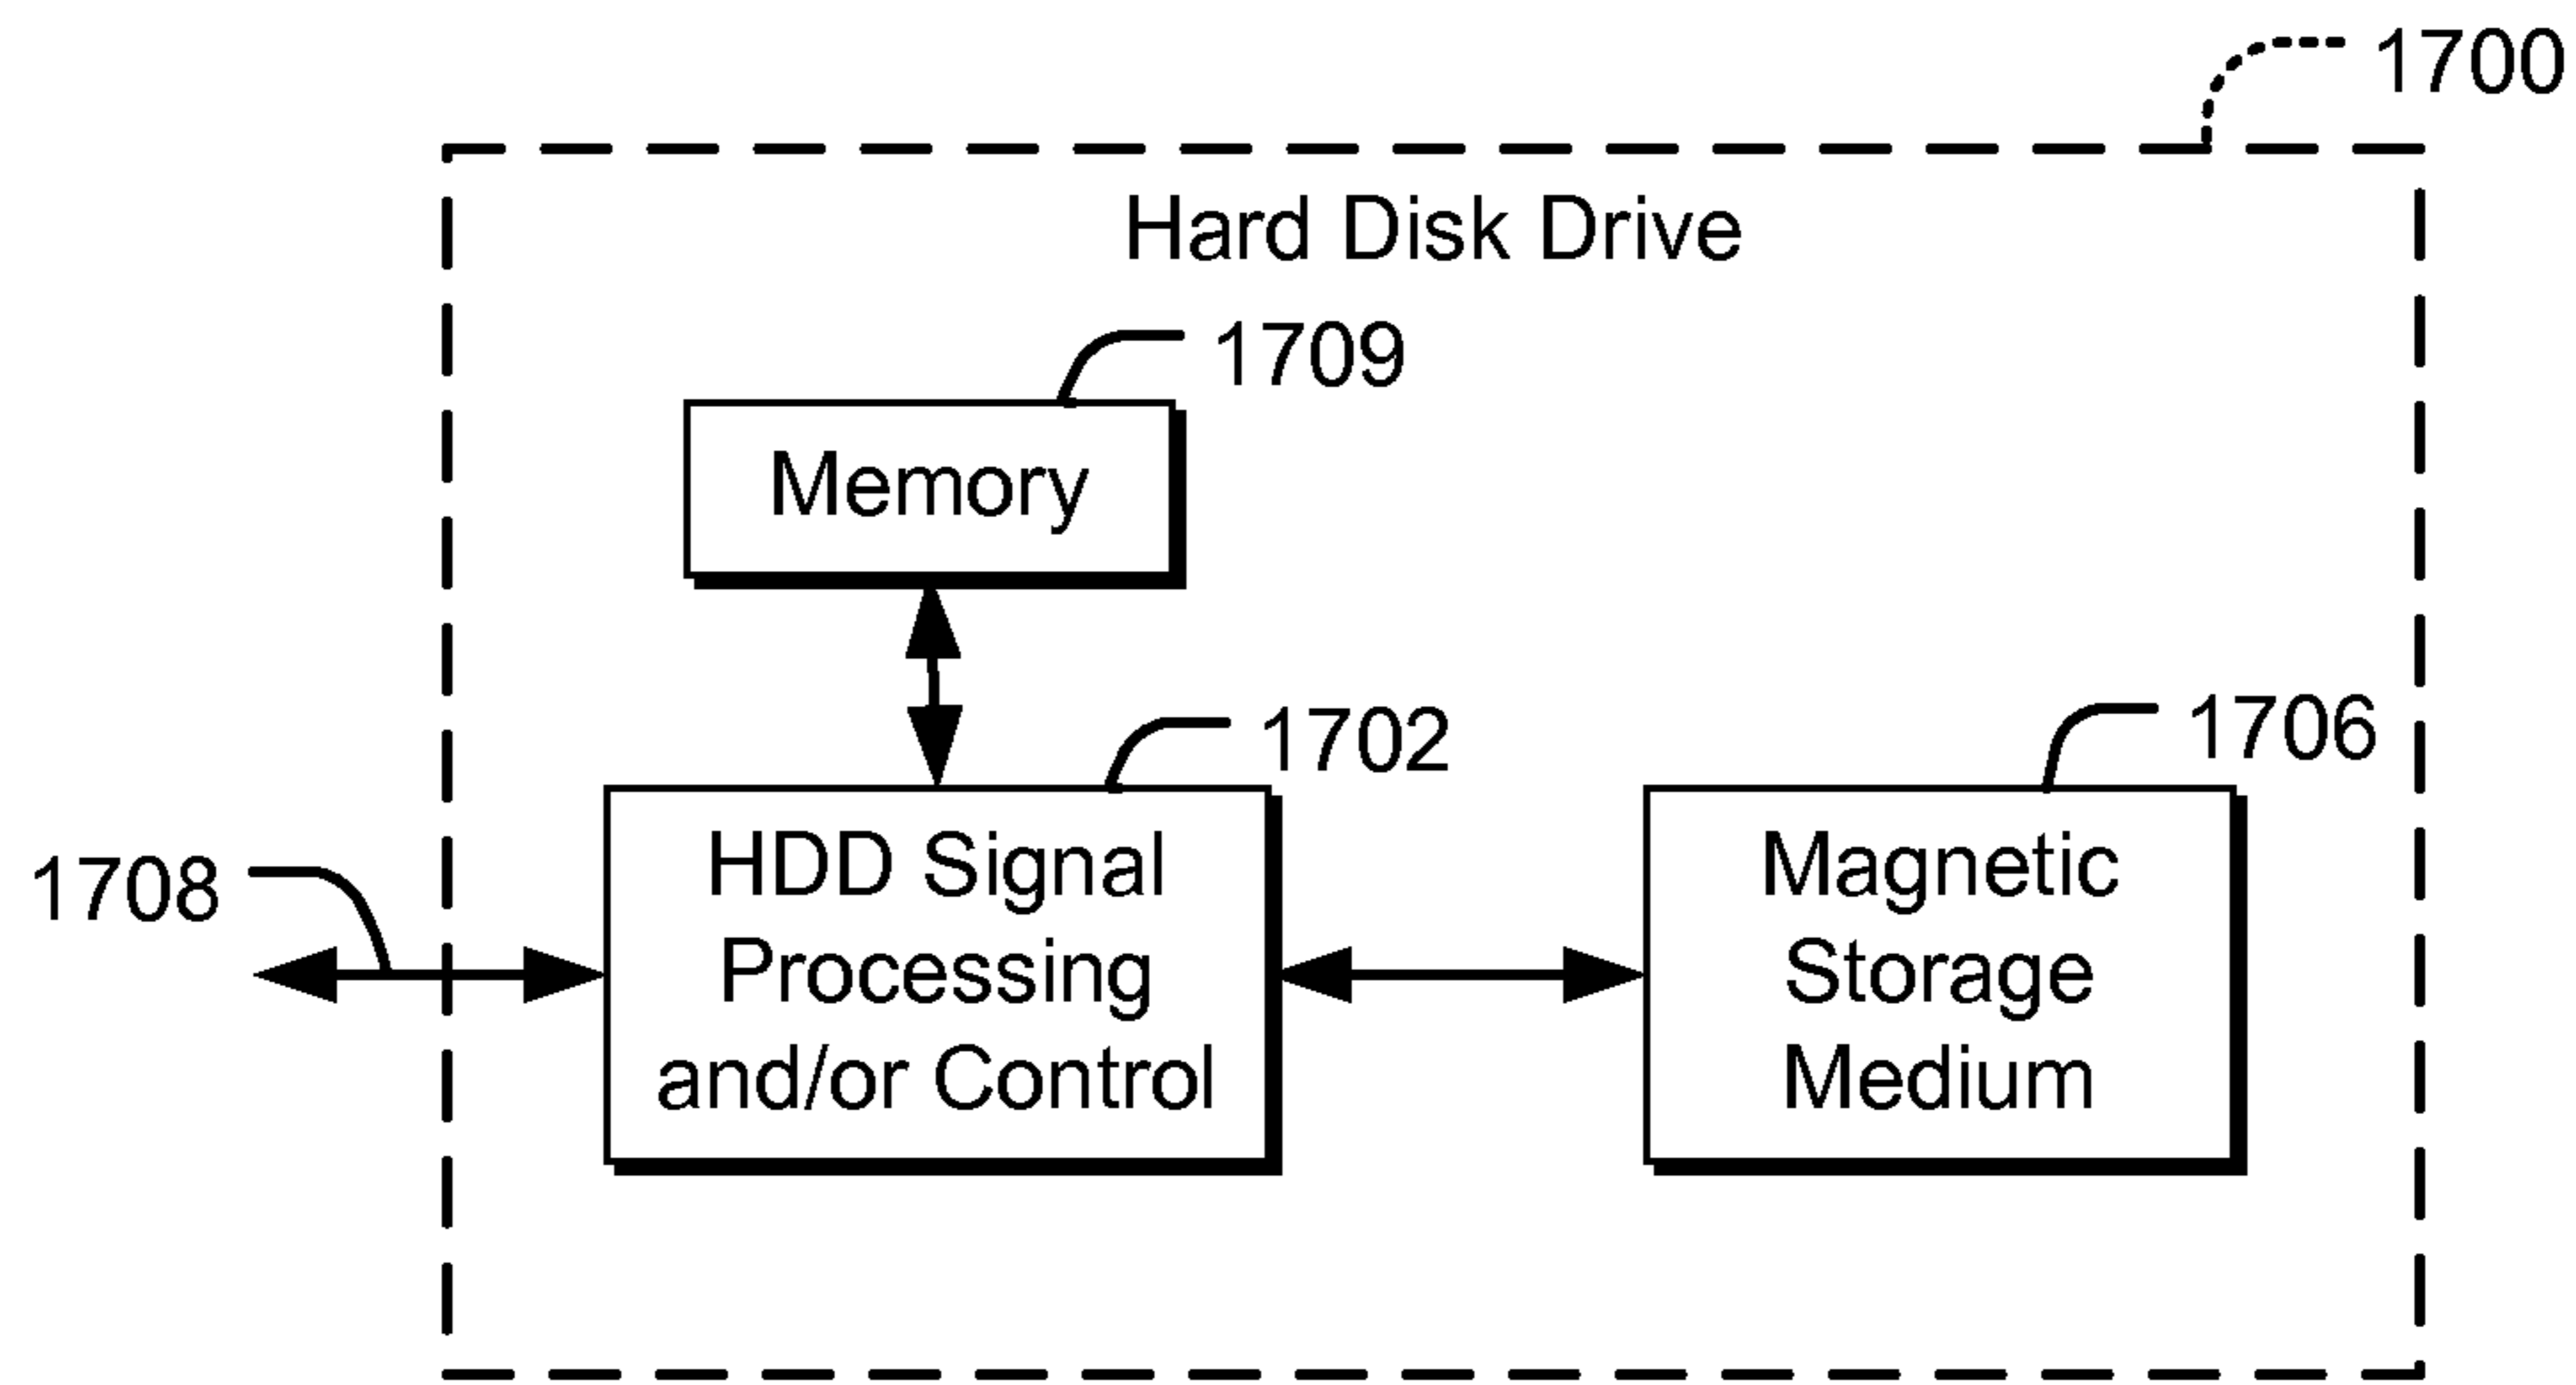 1700
Hard Disk Drive
1709
Memory
1702
1706
1708
HDD Signal
Processing
and/or Control
Magnetic
Storage
Medium